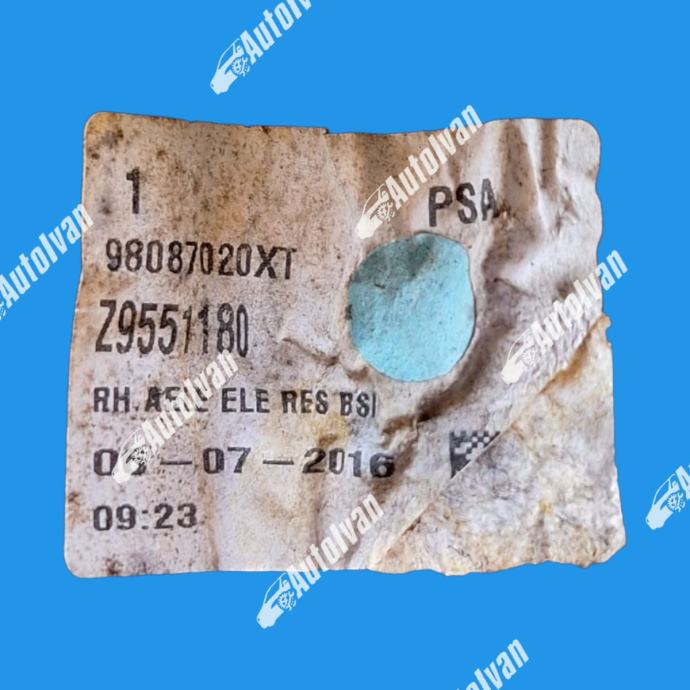 AutoIvan
1
PSA
AutoIvan
AutoIvan
98087020XT
Z9551180
AutoIvan
RH. ELE RES BSI
AutoIvan
-07-2016
AutoIvan
09:23
AutoIvan
AutoIvan